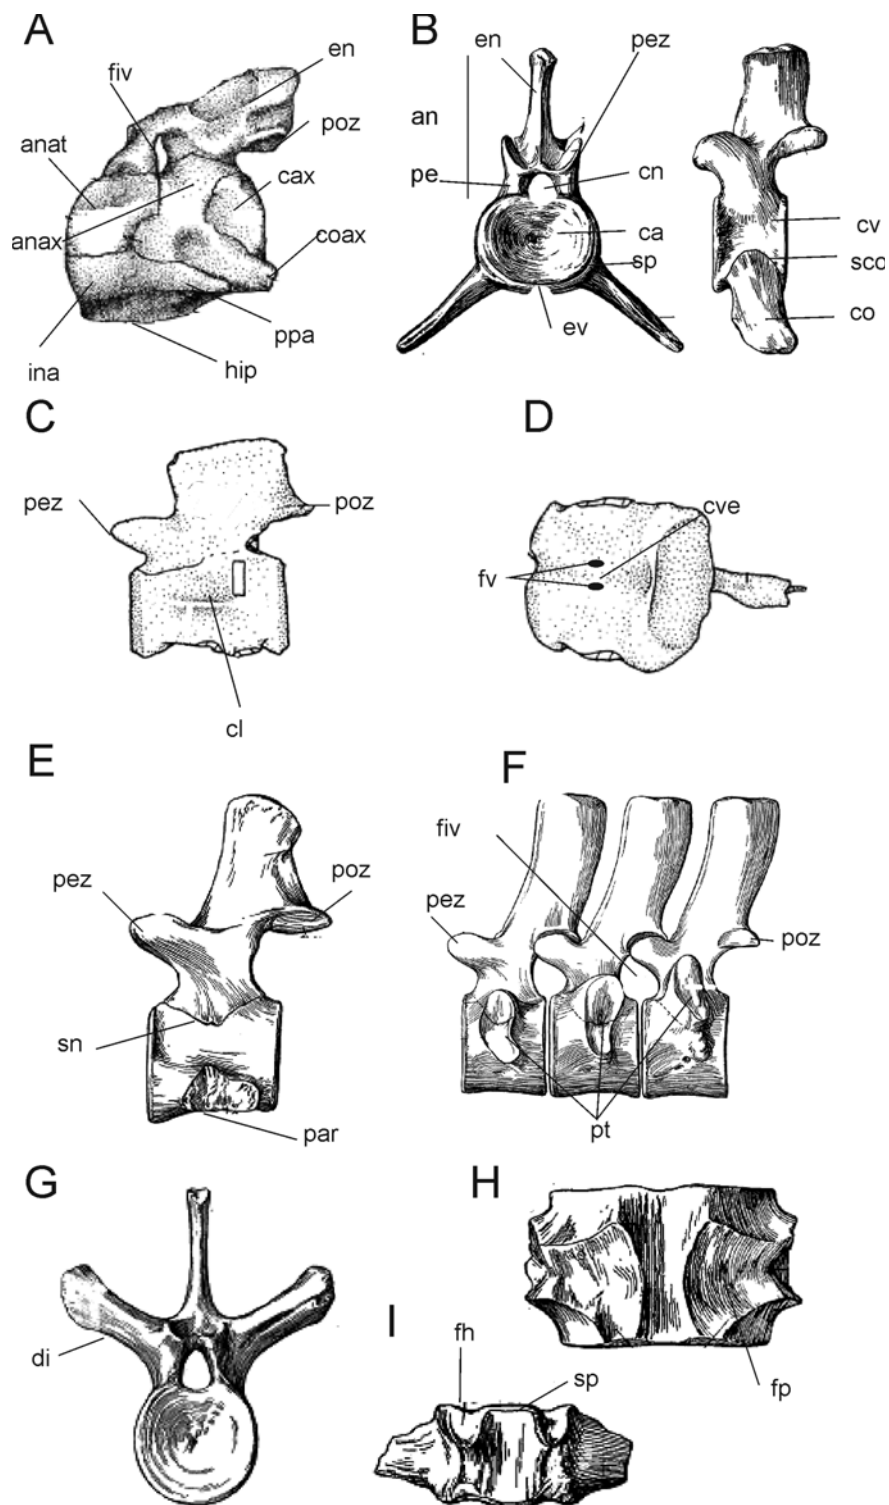 A
fiv
en
anat
poz
cax
anax
coax
ina
ppa
hip
B
en
pez
an
pe
cn
ca
sp
ev
cv
sco
co
C
pez
poz
cl
D
cve
fv
E
pez
poz
sn
par
F
fiv
pez
poz
pt
G
di
H
fp
I
fh
sp